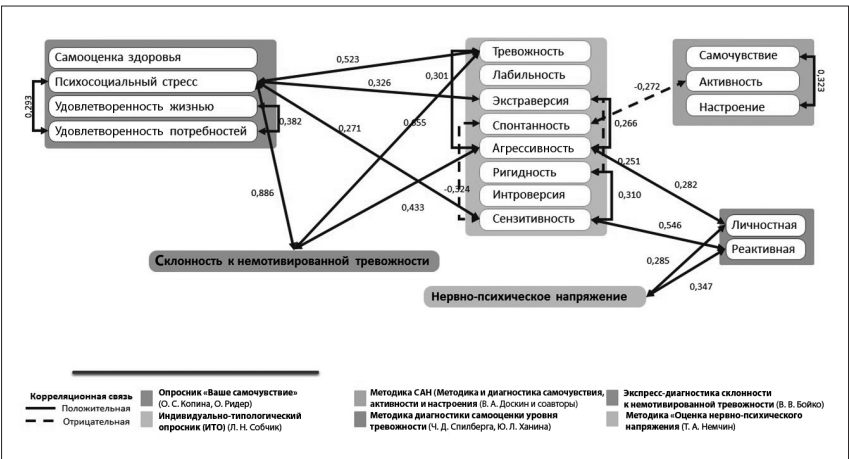 Самооценка здоровья
Психосоциальный стресс
Удовлетворенность жизнью
Удовлетворенность потребностей
0,293
0,382
0,523
0,326
0,301
0,271
0,886
0,433
-0,324
Тревожность
Лабильность
Экстраверсия
Спонтанность
Агрессивность
Ригидность
Интроверсия
Сензитивность
0,266
0,251
0,310
-0,272
Самочувствие
Активность
Настроение
0,323
0,282
0,546
0,285
0,347
Личностная
Реактивная
Склонность к немотивированной тревожности
Нервно-психическое напряжение
Корреляционная связь
Положительная
Отрицательная
Опросник «Ваше самочувствие»
(О. С. Копина, О. Ридер)
Индивидуально-типологический
опросник (ИТО) (Л. Н. Собчик)
Методика САН (Методика и диагностика самочувствия,
активности и настроения (В. А. Доскин и соавторы)
Методика диагностики самооценки уровня
тревожности (Ч. Д. Спилберга, Ю. Л. Ханина)
Экспресс-диагностика склонности
к немотивированной тревожности (В. В. Бойко)
Методика «Оценка нервно-психического
напряжения (Т. А. Немчин)